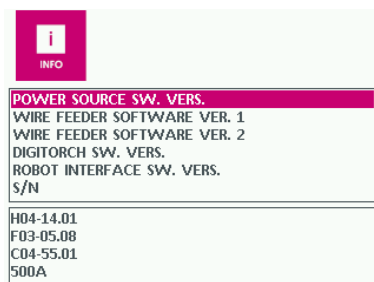 i
INFO
POWER SOURCE SW. VERS.
WIRE FEEDER SOFTWARE VER. 1
WIRE FEEDER SOFTWARE VER. 2
DIGITORCH SW. VERS.
ROBOT INTERFACE SW. VERS.
S/N
H04-14.01
F03-05.08
C04-55.01
500A